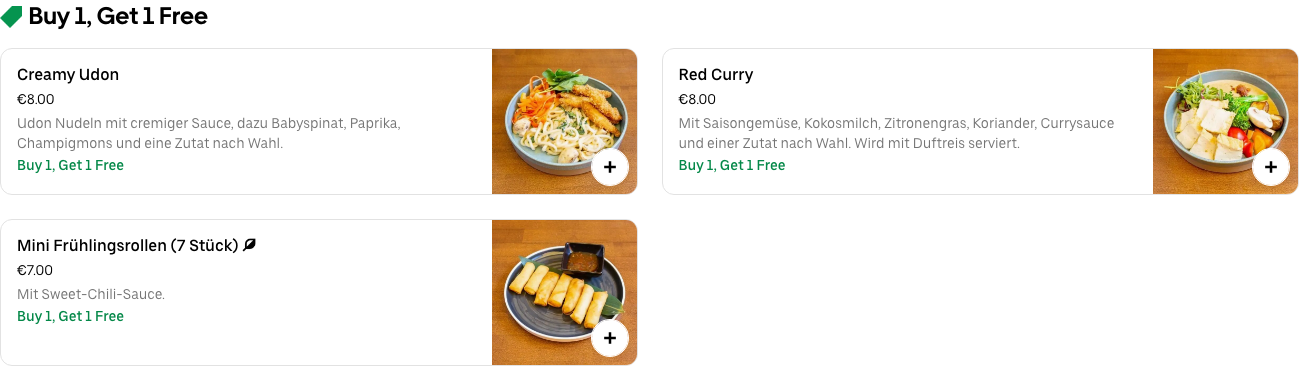 Buy 1, Get 1 Free
Creamy Udon
€8.00
Udon Nudeln mit cremiger Sauce, dazu Babyspinat, Paprika,
Champigmons und eine Zutat nach Wahl.
Buy 1, Get 1 Free
Red Curry
€8.00
Mit Saisongemüse, Kokosmilch, Zitronengras, Koriander, Currysauce
und einer Zutat nach Wahl. Wird mit Duftreis serviert.
Buy 1, Get 1 Free
Mini Frühlingsrollen (7 Stück)
€7.00
Mit Sweet-Chili-Sauce.
Buy 1, Get 1 Free